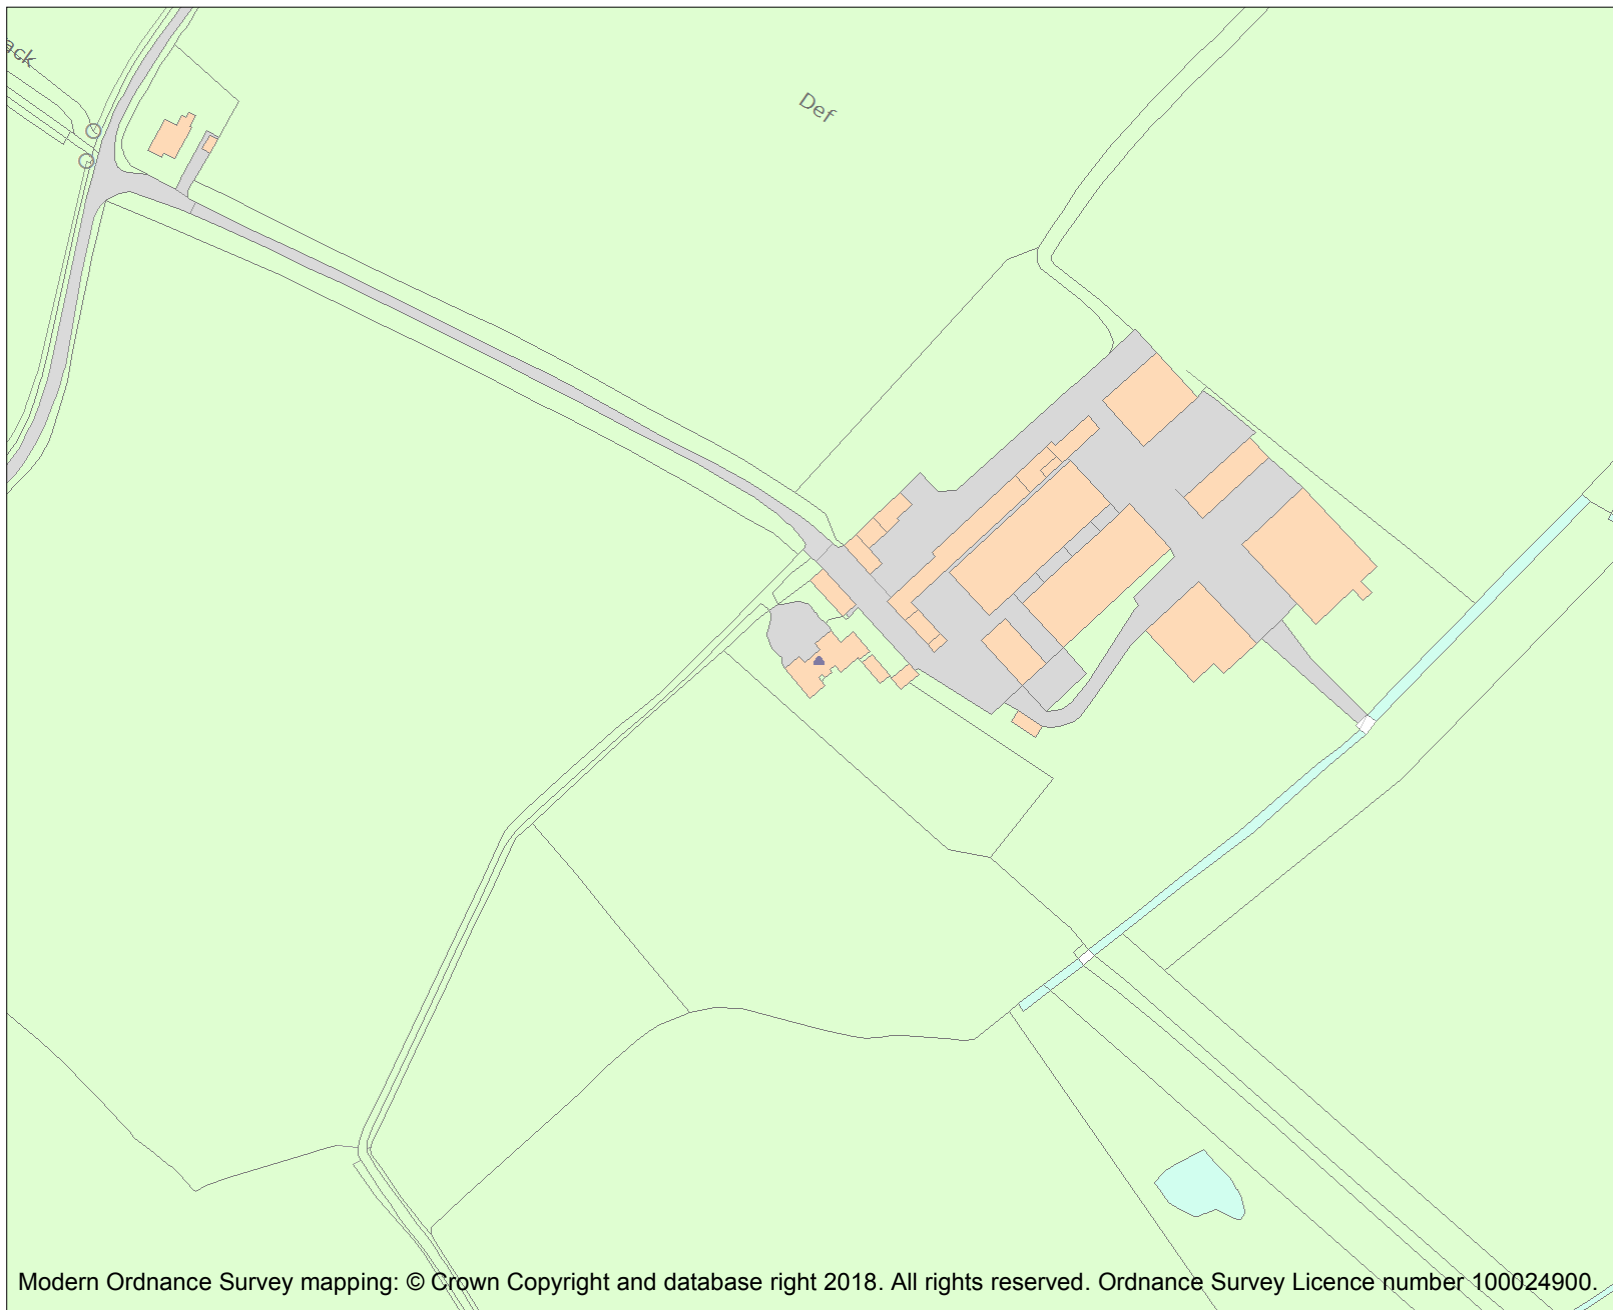 ack
Def
Modern Ordnance Survey mapping: © Crown Copyright and database right 2018. All rights reserved. Ordnance Survey Licence number 100024900.